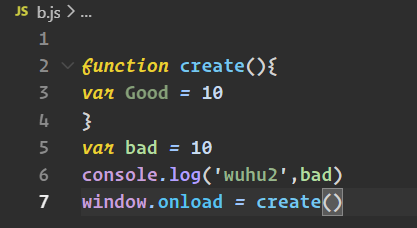 JS b.js > ...
1
2 function create(){
3 var Good = 10
4 }
5 var bad = 10
6 console.log('wuhu2',bad)
7 window.onload = create()